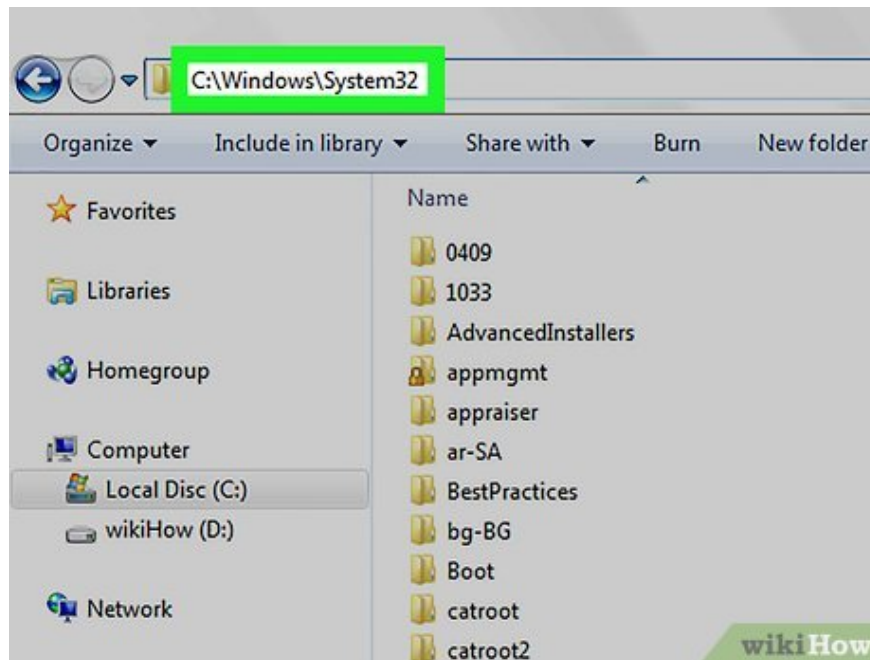 C:\Windows\System32
Organize Include in library Share with Burn New folder
Favorites
Libraries
Homegroup
Computer
Local Disc (C:)
wikiHow (D:)
Network
Name
0409
1033
AdvancedInstallers
appmgmt
appraiser
ar-SA
BestPractices
bg-BG
Boot
catroot
catroot2
wikiHow